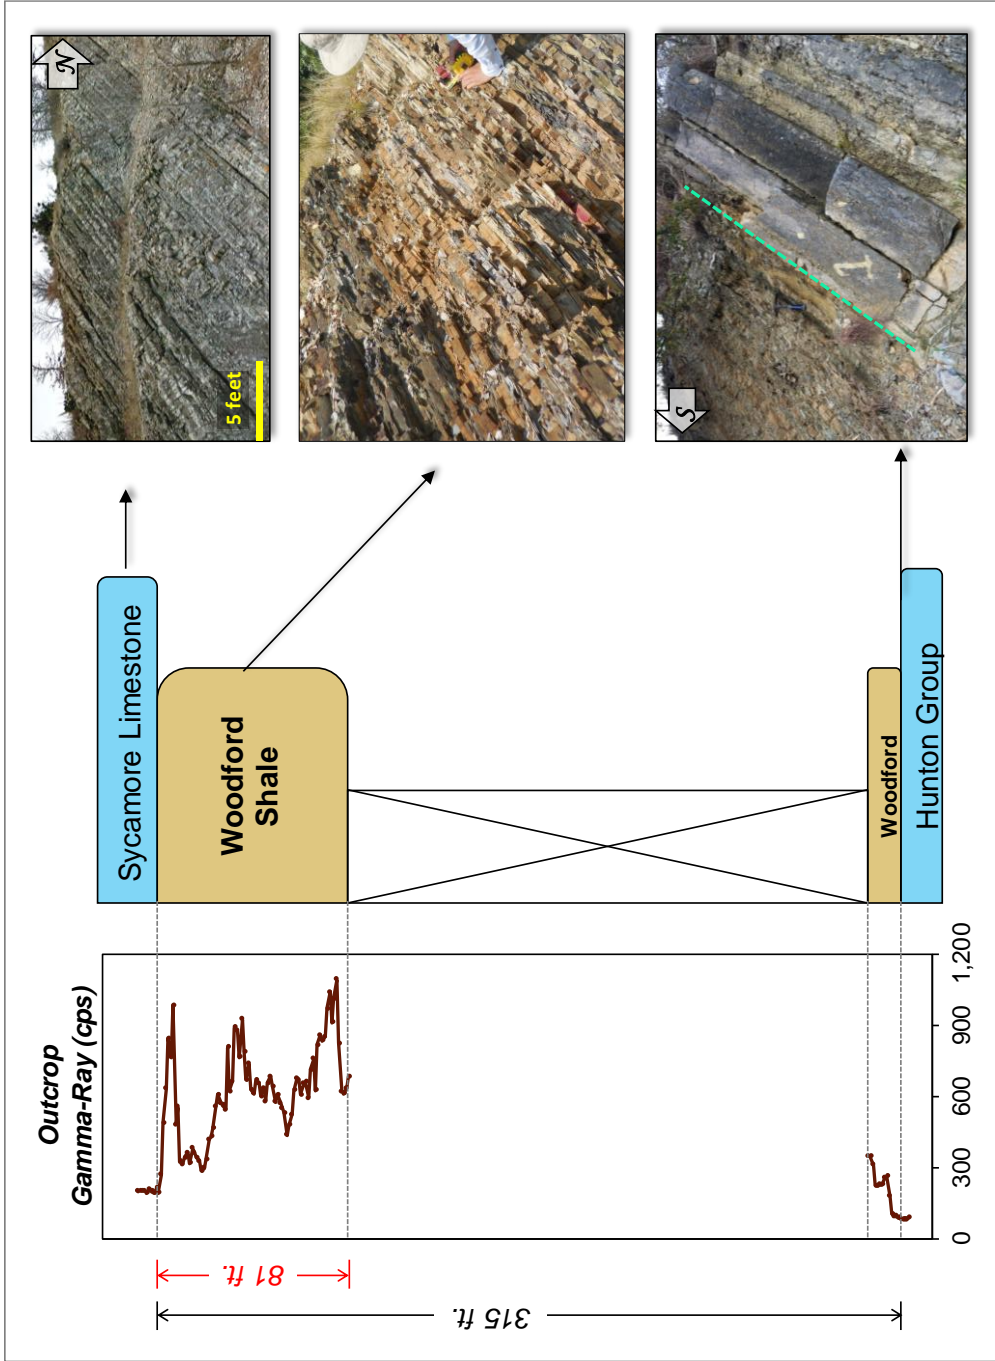 N
5 feet
S
1
Sycamore Limestone
Woodford
Shale
Woodford
Hunton Group
Outcrop
Gamma-Ray (cps)
0
300
600
900
1,200
81 ft.
315 ft.